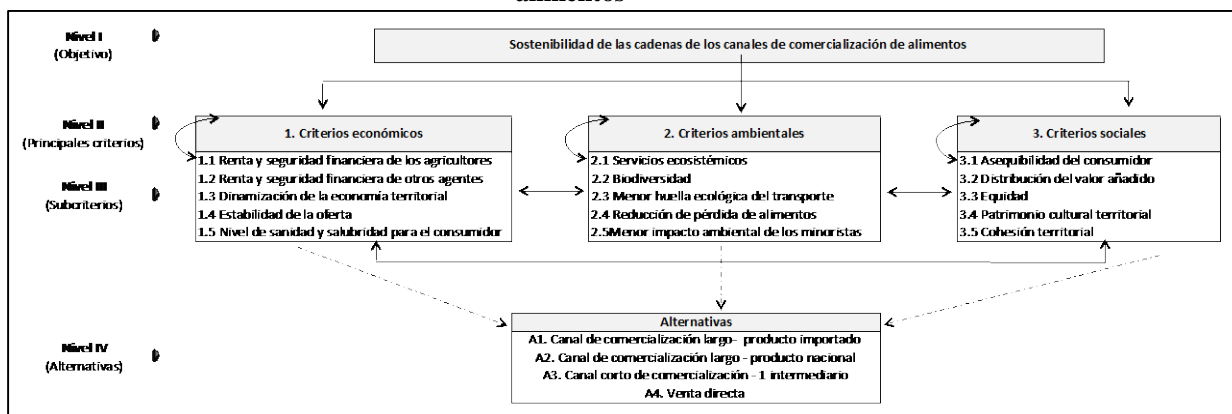 alimentos
Nivel I
(Objetivo)
Sostenibilidad de las cadenas de los canales de comercialización de alimentos
Nivel II
(Principales criterios)
1. Criterios económicos
2. Criterios ambientales
3. Criterios sociales
Nivel III
(Subcriterios)
1.1 Renta y seguridad financiera de los agricultores
1.2 Renta y seguridad financiera de otros agentes
1.3 Dinamización de la economía territorial
1.4 Estabilidad de la oferta
1.5 Nivel de sanidad y salubridad para el consumidor
2.1 Servicios ecosistémicos
2.2 Biodiversidad
2.3 Menor huella ecológica del transporte
2.4 Reducción de pérdida de alimentos
2.5Menor impacto ambiental de los minoristas
3.1 Asequibilidad del consumidor
3.2 Distribución del valor añadido
3.3 Equidad
3.4 Patrimonio cultural territorial
3.5 Cohesión territorial
Nivel IV
(Alternativas)
Alternativas
A1. Canal de comercialización largo- producto importado
A2. Canal de comercialización largo - producto nacional
A3. Canal corto de comercialización - 1 intermediario
A4. Venta directa